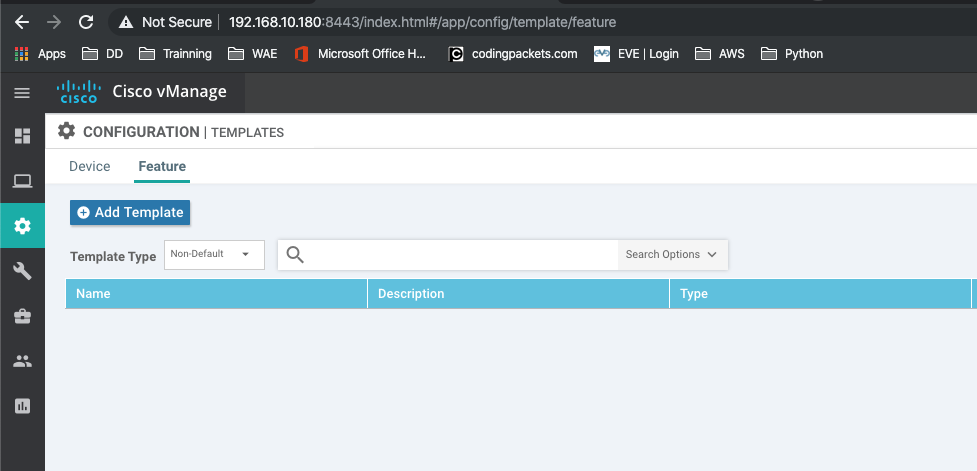 Not Secure 192.168.10.180:8443/index.html#/app/config/template/feature
Apps DD Trainning WAE Microsoft Office H... codingpackets.com EVE | Login AWS Python
CISCO Cisco vManage
CONFIGURATION | TEMPLATES
Device Feature
Add Template
Template Type Non-Default Search Options
Name Description Type